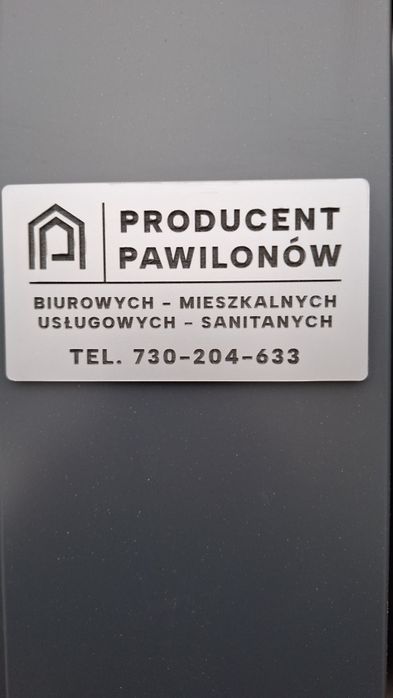 PRODUCENT
PAWILONÓW
BIUROWYCH - MIESZKALNYCH
USŁUGOWYCH - SANITANYCH
TEL. 730-204-633